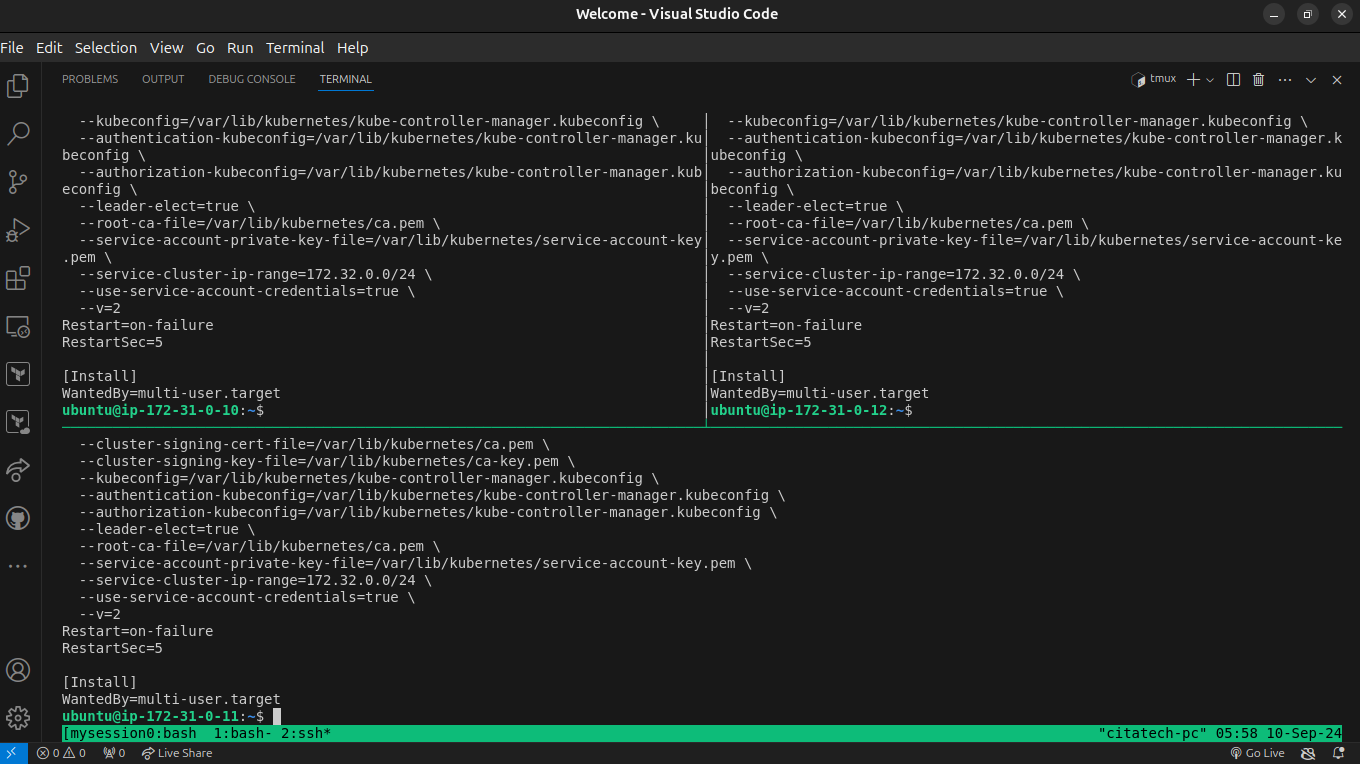 Welcome - Visual Studio Code
File Edit Selection View Go Run Terminal Help
PROBLEMS OUTPUT DEBUG CONSOLE TERMINAL
tmux
  --kubeconfig=/var/lib/kubernetes/kube-controller-manager.kubeconfig \
  --authentication-kubeconfig=/var/lib/kubernetes/kube-controller-manager.ku
beconfig \
  --authorization-kubeconfig=/var/lib/kubernetes/kube-controller-manager.kub
econfig \
  --leader-elect=true \
  --root-ca-file=/var/lib/kubernetes/ca.pem \
  --service-account-private-key-file=/var/lib/kubernetes/service-account-key
.pem \
  --service-cluster-ip-range=172.32.0.0/24 \
  --use-service-account-credentials=true \
  --v=2
Restart=on-failure
RestartSec=5
[Install]
WantedBy=multi-user.target
ubuntu@ip-172-31-0-10:~$
  --kubeconfig=/var/lib/kubernetes/kube-controller-manager.kubeconfig \
  --authentication-kubeconfig=/var/lib/kubernetes/kube-controller-manager.k
ubeconfig \
  --authorization-kubeconfig=/var/lib/kubernetes/kube-controller-manager.ku
beconfig \
  --leader-elect=true \
  --root-ca-file=/var/lib/kubernetes/ca.pem \
  --service-account-private-key-file=/var/lib/kubernetes/service-account-ke
y.pem \
  --service-cluster-ip-range=172.32.0.0/24 \
  --use-service-account-credentials=true \
  --v=2
Restart=on-failure
RestartSec=5
[Install]
WantedBy=multi-user.target
ubuntu@ip-172-31-0-12:~$
  --cluster-signing-cert-file=/var/lib/kubernetes/ca.pem \
  --cluster-signing-key-file=/var/lib/kubernetes/ca-key.pem \
  --kubeconfig=/var/lib/kubernetes/kube-controller-manager.kubeconfig \
  --authentication-kubeconfig=/var/lib/kubernetes/kube-controller-manager.kubeconfig \
  --authorization-kubeconfig=/var/lib/kubernetes/kube-controller-manager.kubeconfig \
  --leader-elect=true \
  --root-ca-file=/var/lib/kubernetes/ca.pem \
  --service-account-private-key-file=/var/lib/kubernetes/service-account-key.pem \
  --service-cluster-ip-range=172.32.0.0/24 \
  --use-service-account-credentials=true \
  --v=2
Restart=on-failure
RestartSec=5
[Install]
WantedBy=multi-user.target
ubuntu@ip-172-31-0-11:~$
[mysession0:bash  1:bash- 2:ssh* "citatech-pc" 05:58 10-Sep-24
0 0 0 Live Share Go Live